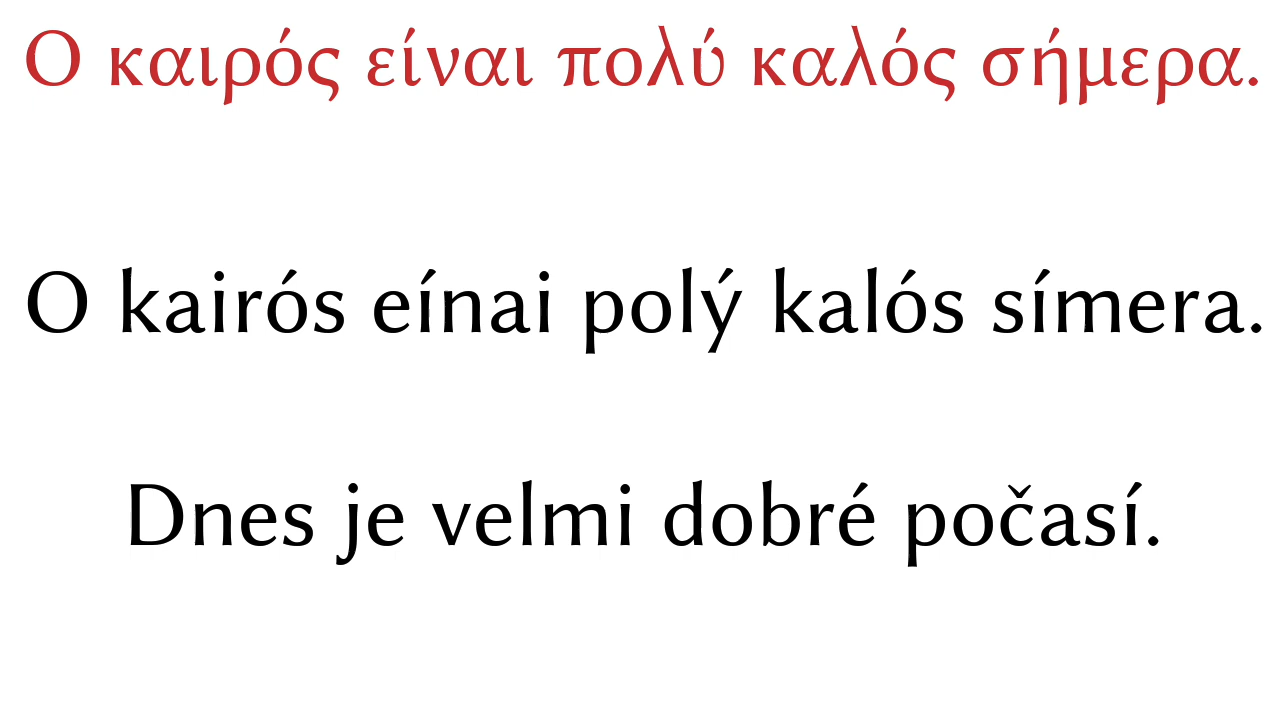 Ο καιρός είναι πολύ καλός σήμερα.
O kairós eínai polý kalós símera.
Dnes je velmi dobré počasí.